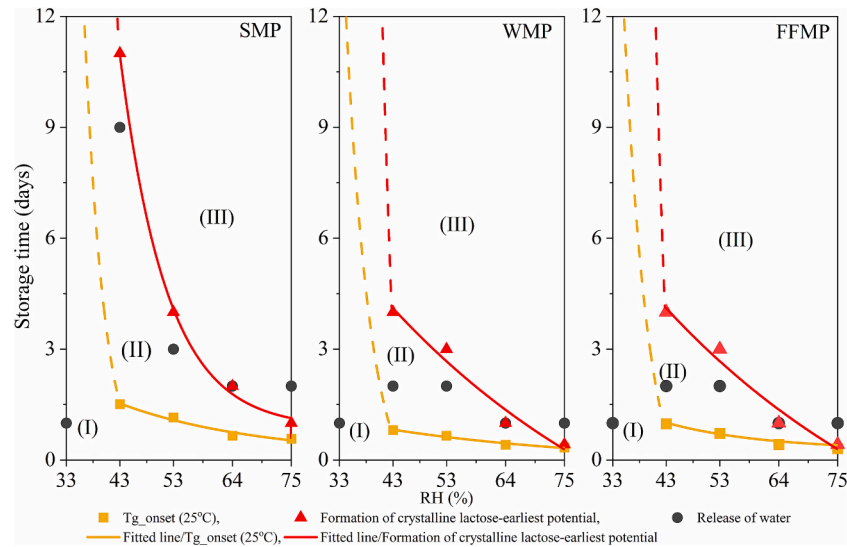 SMP
WMP
FFMP
12
9
6
3
0
12
9
6
3
0
12
9
6
3
0
Storage time (days)
(I)
(II)
(III)
(I)
(II)
(III)
(I)
(II)
(III)
33 43 53 64 75
33 43 53 64 75
33 43 53 64 75
RH (%)
Tg_onset (25°C), Formation of crystalline lactose-earliest potential, Release of water
Fitted line/Tg_onset (25°C), Fitted line/Formation of crystalline lactose-earliest potential